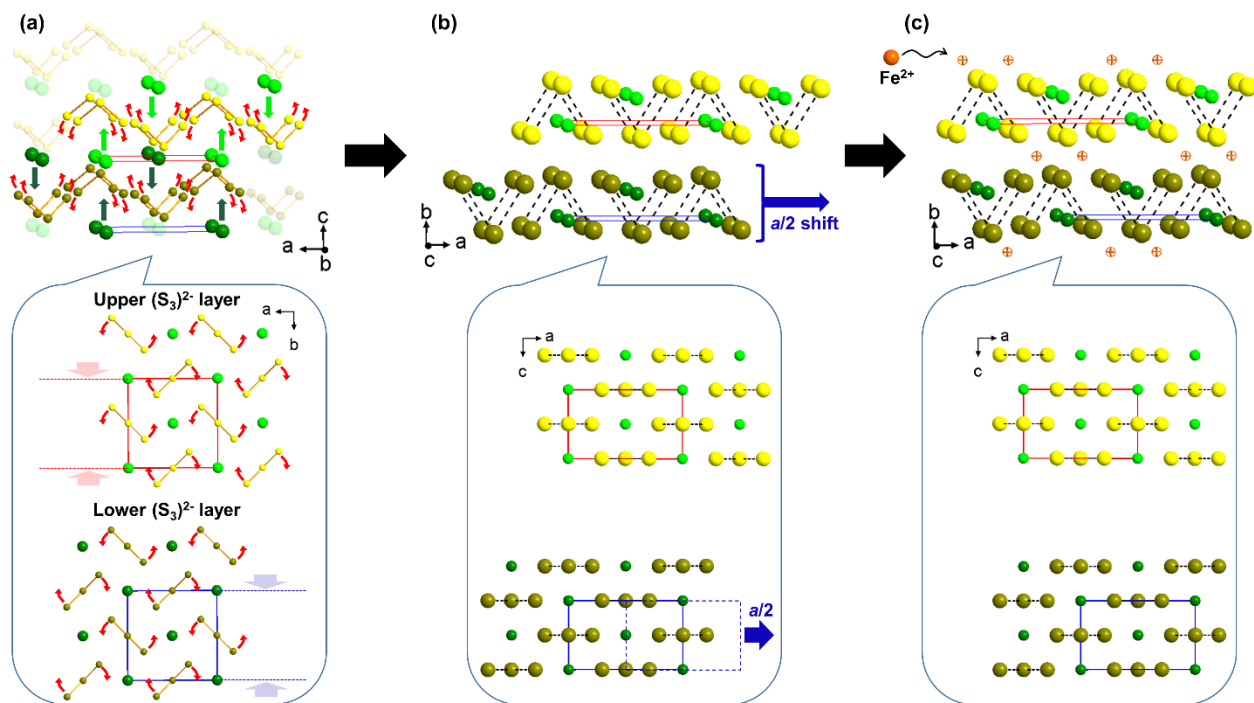 (a)
(b)
(c)
Fe2+
c
a
b
b
a
c
a/2 shift
b
a
c
Upper (S3)2- layer
a
b
Lower (S3)2- layer
a
c
a/2
a
c